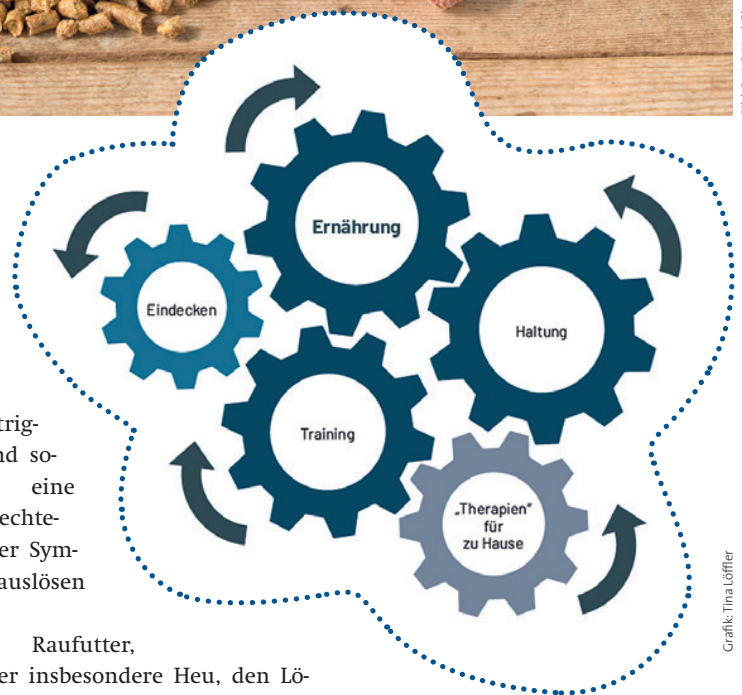 Ernährung
Eindecken
Haltung
Training
„Therapien“
für
zu Hause
trig-
nd so-
eine
echte-
er Sym-
auslösen
Raufutter,
er insbesondere Heu, den Lö-
Grafik: Tina Löffler